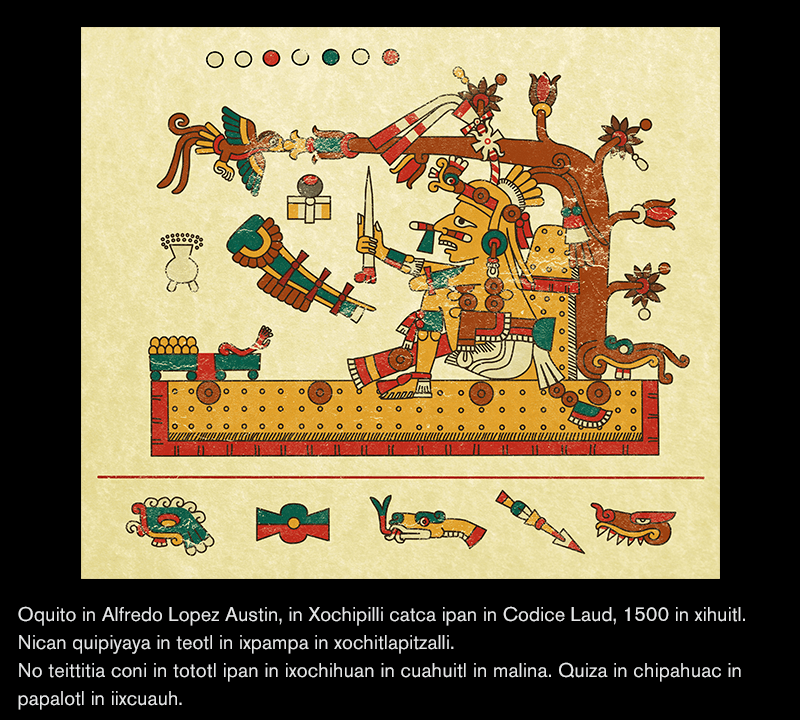 Oquito in Alfredo Lopez Austin, in Xochipilli catca ipan in Codice Laud, 1500 in xihuitl.
Nican quipiyaya in teotl in ixpampa in xochitlapitzalli.
No teittitia coni in tototl ipan in ixochihuan in cuahuitl in malina. Quiza in chipahuac in
papalotl in iixcuauh.